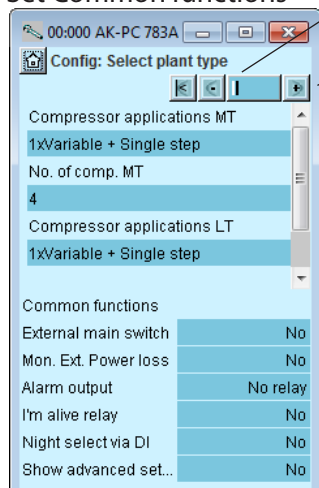 Set Common functions
00:000 AK-PC 783A
Config: Select plant type
Compressor applications MT
1xVariable + Single step
No. of comp. MT
4
Compressor applications LT
1xVariable + Single step
Common functions
External main switch No
Mon. Ext. Power loss No
Alarm output No relay
I'm alive relay No
Night select via DI No
Show advanced set... No